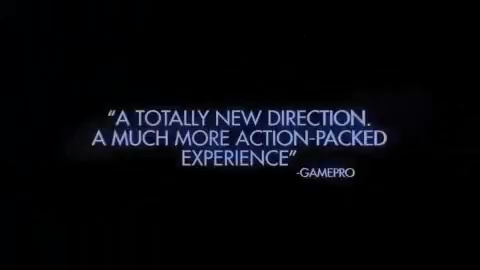 “A TOTALLY NEW DIRECTION.
A MUCH MORE ACTION-PACKED
EXPERIENCE”
-GAMEPRO